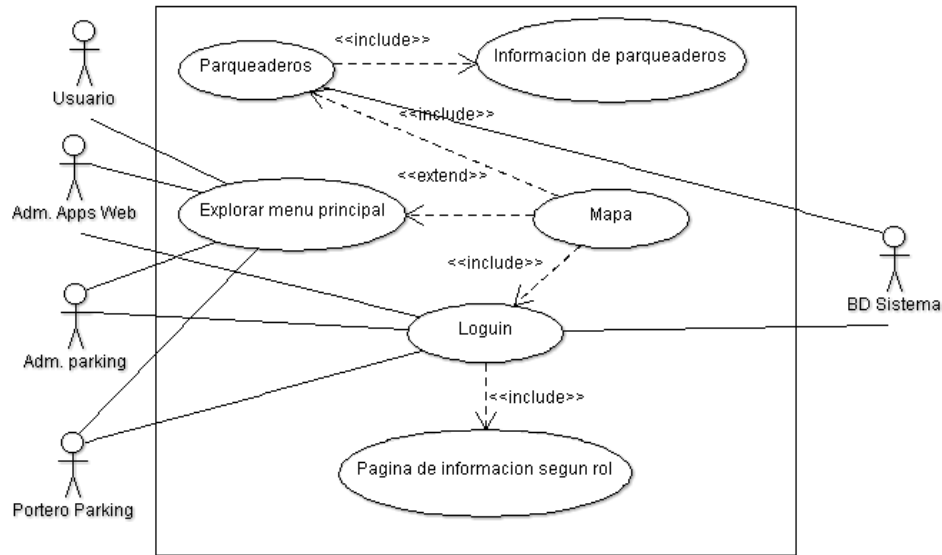 <<include>>
Informacion de parqueaderos
Parqueaderos
Usuario
<<include>>
<<extend>>
Adm. Apps Web
Explorar menu principal
Mapa
<<include>>
BD Sistema
Loguin
Adm. parking
<<include>>
Pagina de informacion segun rol
Portero Parking